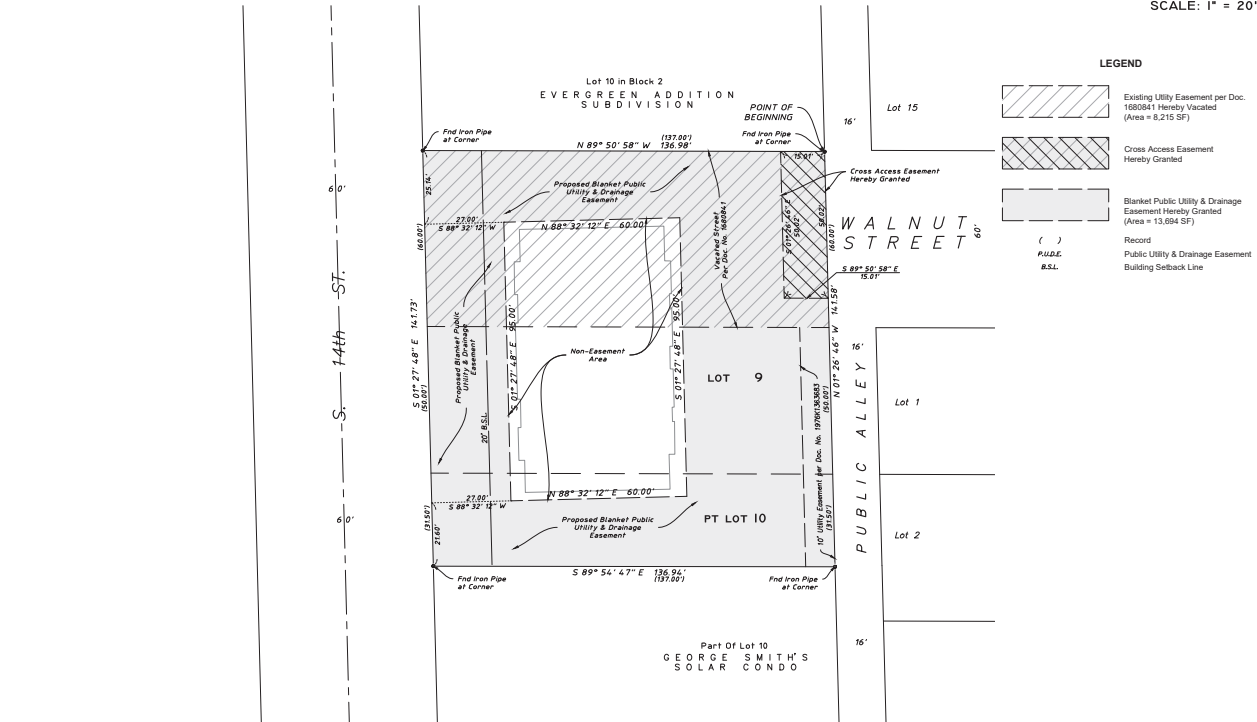 SCALE: 1" = 20'
LEGEND
Existing Utlity Easement per Doc.
1680841 Hereby Vacated
(Area = 8,215 SF)
Cross Access Easement
Hereby Granted
Blanket Public Utility & Drainage
Easement Hereby Granted
(Area = 13,694 SF)
( )
Record
P.U.D.E.
Public Utility & Drainage Easement
B.S.L.
Building Setback Line
Lot 10 in Block 2
EVERGREEN ADDITION
SUBDIVISION
POINT OF
BEGINNING
16'
Lot 15
Fnd Iron Pipe
at Corner
(137.00')
N 89° 50' 58" W 136.98'
Fnd Iron Pipe
at Corner
15.01'
Cross Access Easement
Hereby Granted
60'
25.14'
Proposed Blanket Public
Utility & Drainage
Easement
Vacated Street
Per Doc. No. 1680841
S 01° 26' 46" E
50.02'
50.02'
(60.00')
WALNUT
STREET
60'
27.00'
S 88° 32' 12" W
(60.00')
N 88° 32' 12" E 60.00'
S 89° 50' 58" E
15.01'
S. 14th ST.
S 01° 27' 48" E 141.73'
(50.00')
Proposed Blanket Public
Utility & Drainage
Easement
20' B.S.L.
S 01° 27' 48" E 95.00'
Non-Easement
Area
S 01° 27' 48" E 95.00'
LOT 9
10' Utility Easement per Doc. No. 1976K1363683
(50.00')
N 01° 26' 46" W 141.58'
16'
Lot 1
PUBLIC ALLEY
Lot 2
60'
(31.50')
21.60'
27.00'
S 88° 32' 12" W
N 88° 32' 12" E 60.00'
Proposed Blanket Public
Utility & Drainage
Easement
PT LOT 10
(31.50')
Fnd Iron Pipe
at Corner
S 89° 54' 47" E 136.94'
(137.00')
Fnd Iron Pipe
at Corner
16'
Part Of Lot 10
GEORGE SMITH'S
SOLAR CONDO